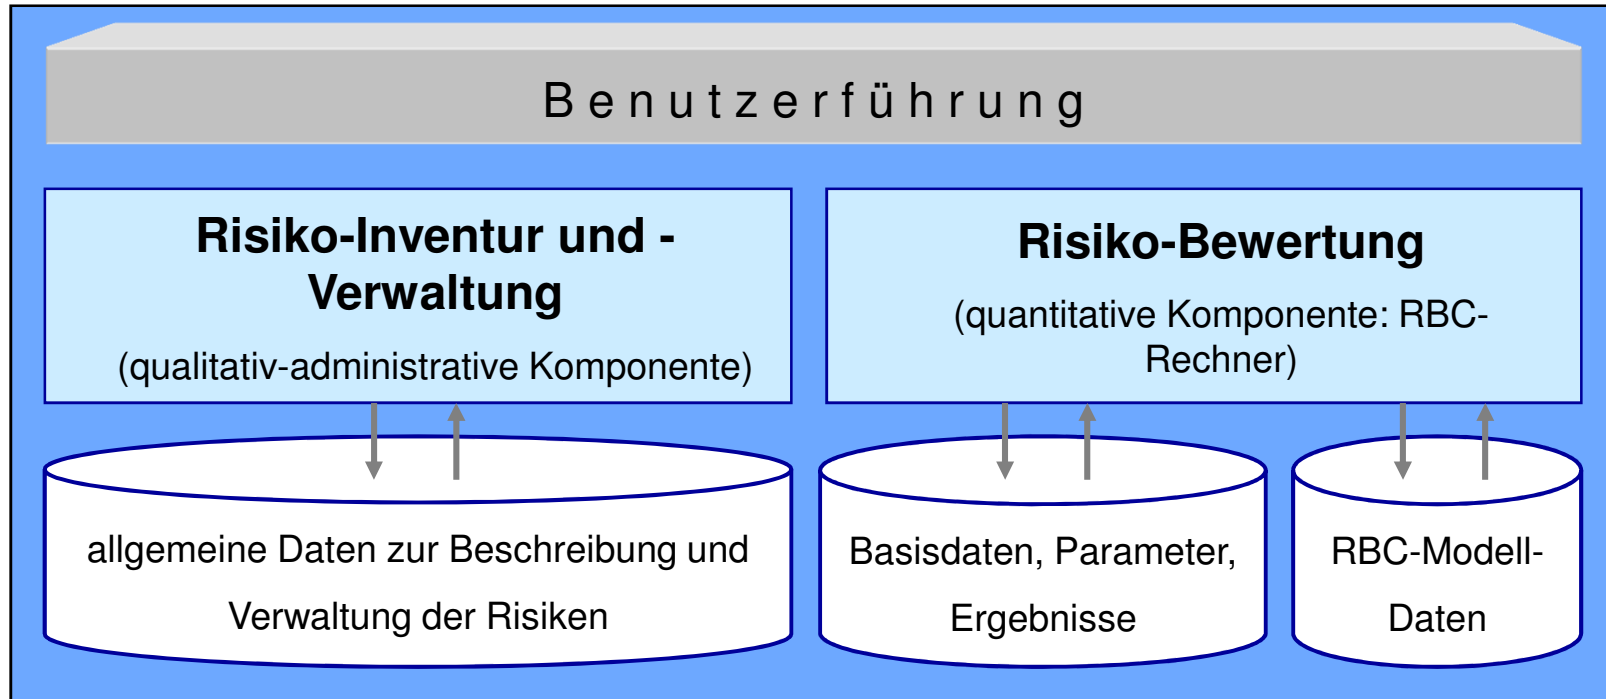 Benutzerführung
Risiko-Inventur und -
Verwaltung
(qualitativ-administrative Komponente)
Risiko-Bewertung
(quantitative Komponente: RBC-
Rechner)
allgemeine Daten zur Beschreibung und
Verwaltung der Risiken
Basisdaten, Parameter,
Ergebnisse
RBC-Modell-
Daten